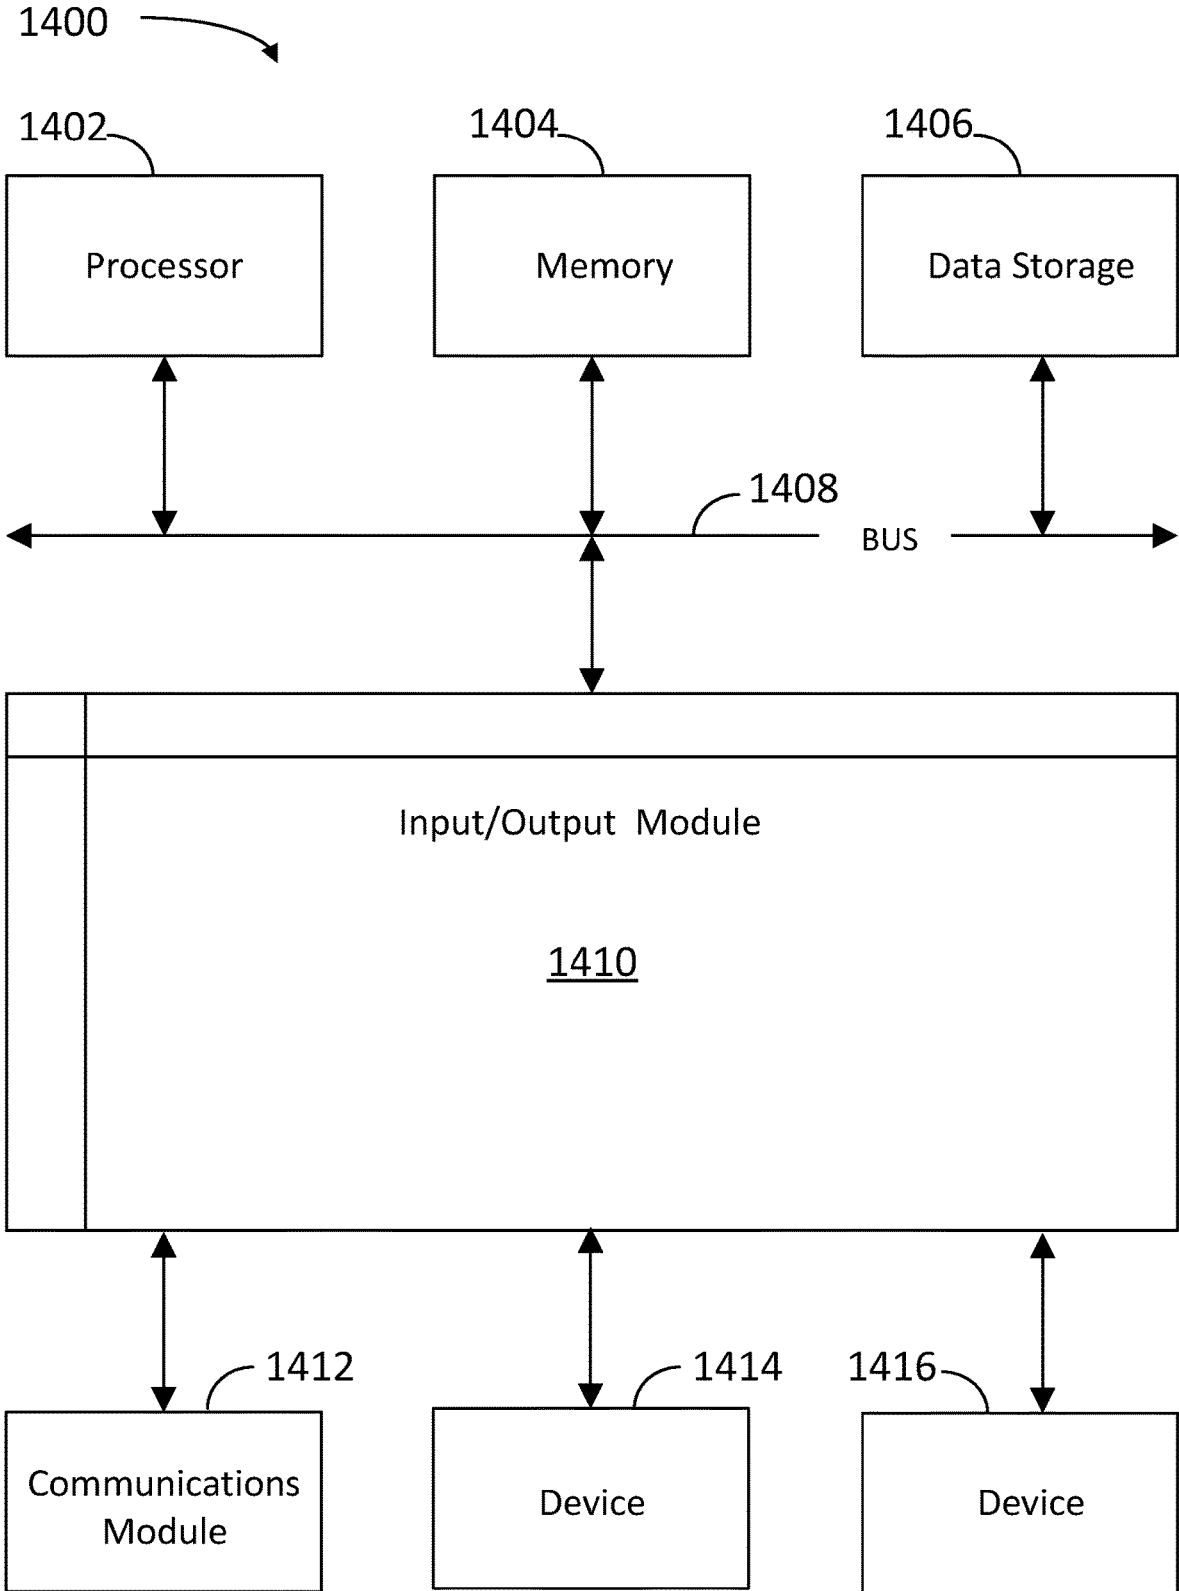 1400
1402
1404
1406
Processor
Memory
Data Storage
1408
BUS
Input/Output Module
1410
1412
1414
1416
Communications
Module
Device
Device